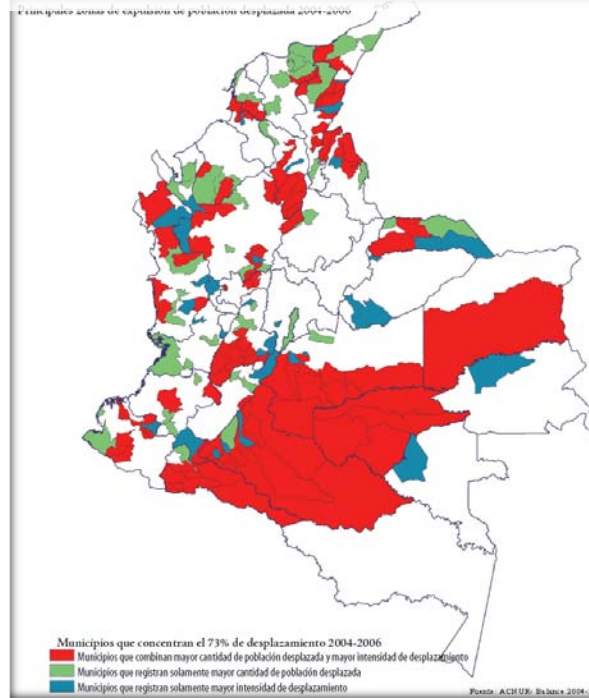 Principales zonas de expulsión de población desplazada 2004-2006
Municipios que concentran el 73% de desplazamiento 2004-2006
Municipios que combinan mayor cantidad de población desplazada y mayor intensidad de desplazamiento
Municipios que registran solamente mayor cantidad de población desplazada
Municipios que registran solamente mayor intensidad de desplazamiento
Fuente: ACNUR- Balance 2004-